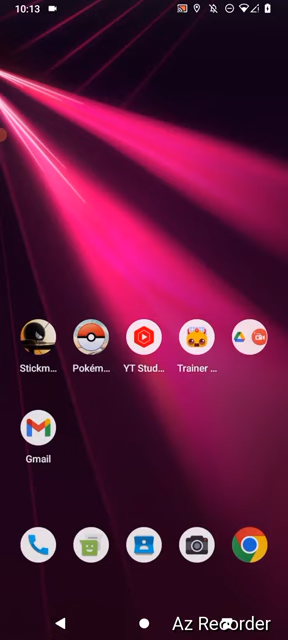 10:13
Stickm...
Pokém...
YT Stud...
Trainer ...
Gmail
Az Recorder